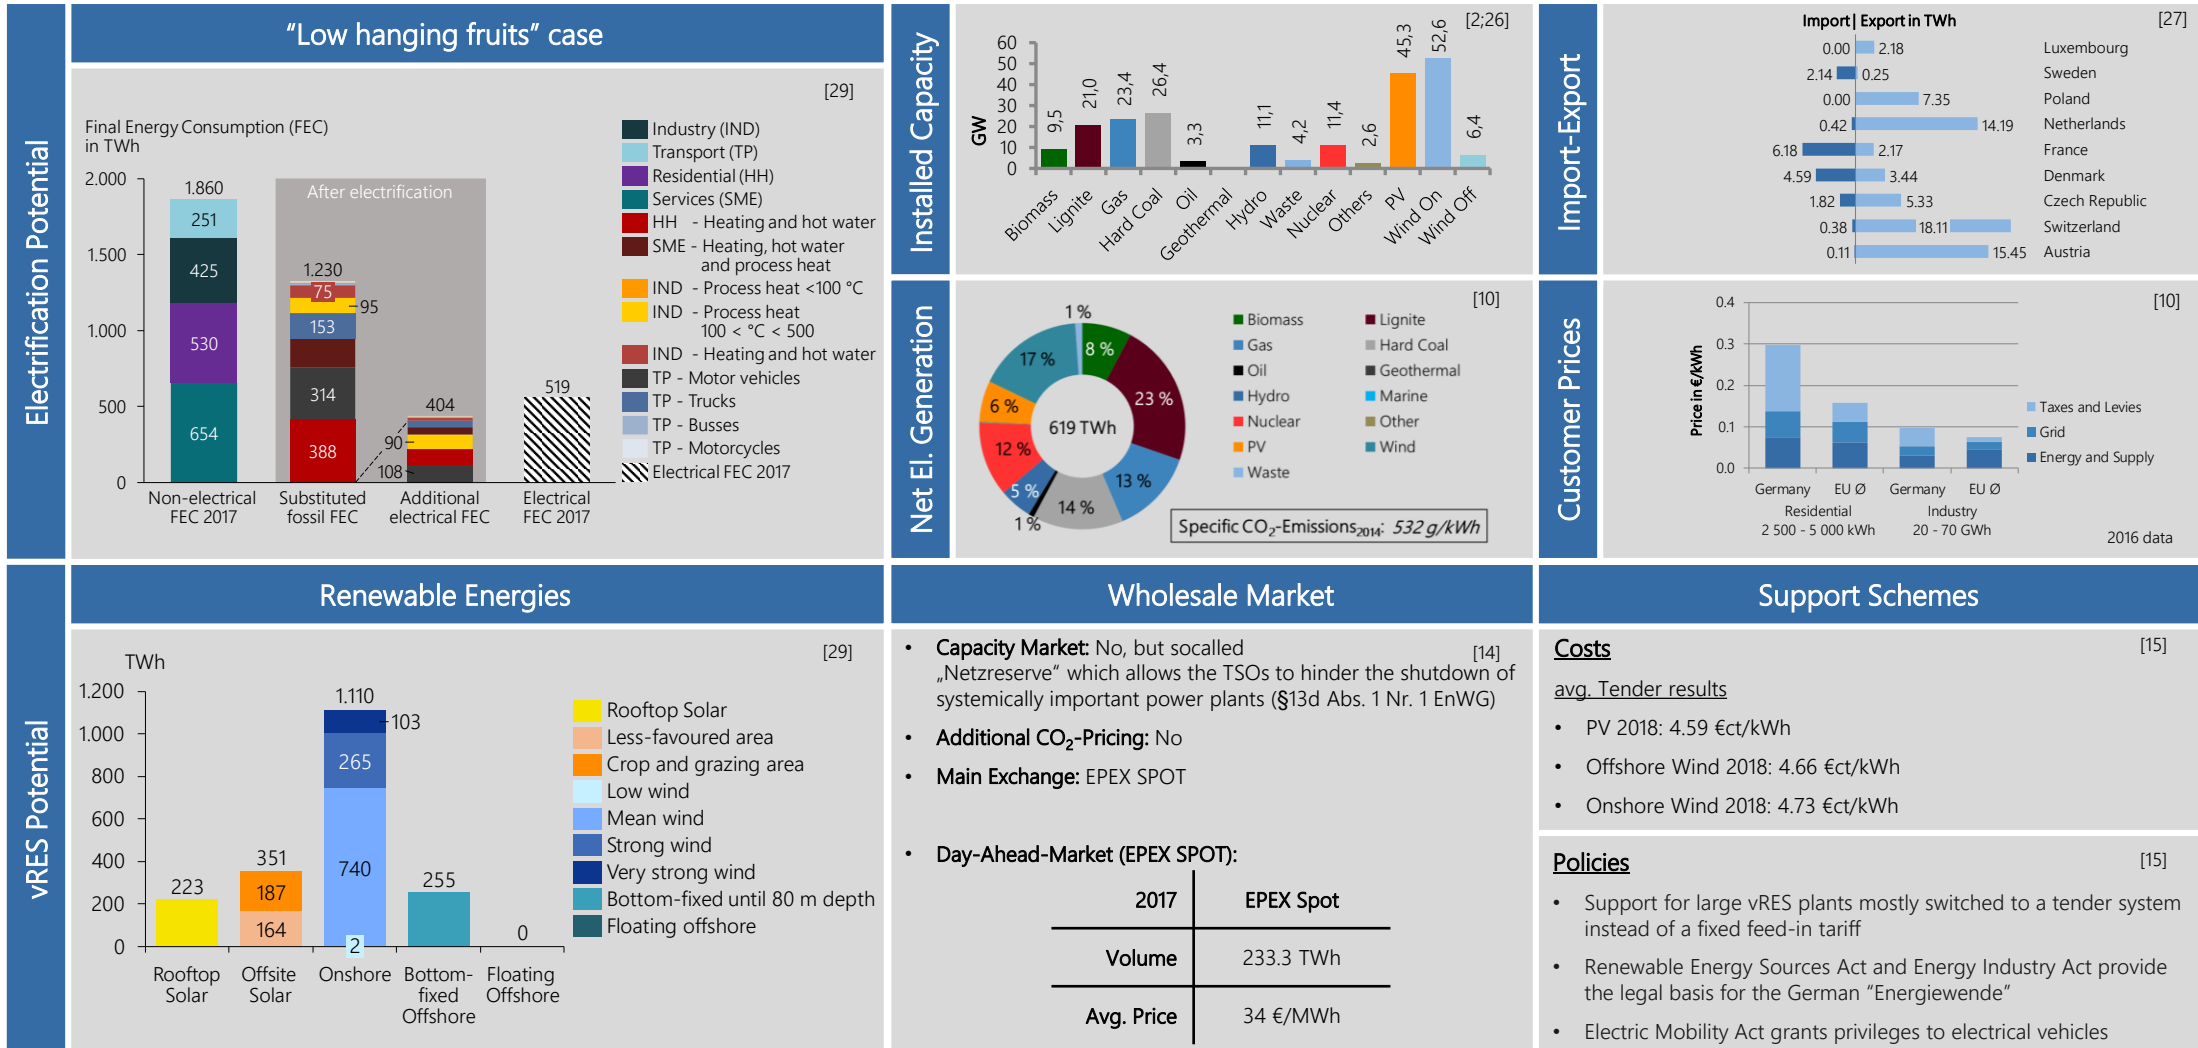 Electrification Potential
“Low hanging fruits” case
[29]
Final Energy Consumption (FEC)
in TWh
2.000
1.500
1.000
500
0
1.860
251
425
530
654
After electrification
1.230
75
95
153
314
388
404
90
108
519
Non-electrical
FEC 2017
Substituted
fossil FEC
Additional
electrical FEC
Electrical
FEC 2017
Industry (IND)
Transport (TP)
Residential (HH)
Services (SME)
HH - Heating and hot water
SME - Heating, hot water
and process heat
IND - Process heat <100 °C
IND - Process heat
100 < °C < 500
IND - Heating and hot water
TP - Motor vehicles
TP - Trucks
TP - Busses
TP - Motorcycles
Electrical FEC 2017
Installed Capacity
[2;26]
GW
60
50
40
30
20
10
0
9,5
21,0
23,4
26,4
3,3
11,1
4,2
11,4
2,6
45,3
52,6
6,4
Biomass
Lignite
Gas
Hard Coal
Oil
Geothermal
Hydro
Waste
Nuclear
Others
PV
Wind On
Wind Off
Import-Export
Import | Export in TWh
[27]
0.00 2.18 Luxembourg
2.14 0.25 Sweden
0.00 7.35 Poland
0.42 14.19 Netherlands
6.18 2.17 France
4.59 3.44 Denmark
1.82 5.33 Czech Republic
0.38 18.11 Switzerland
0.11 15.45 Austria
Net El. Generation
[10]
1 %
8 %
23 %
13 %
14 %
1 %
5 %
12 %
6 %
17 %
619 TWh
Biomass
Lignite
Gas
Hard Coal
Oil
Geothermal
Hydro
Marine
Nuclear
Other
PV
Wind
Waste
Specific CO₂-Emissions₂₀₁₄: 532 g/kWh
Customer Prices
[10]
Price in €/kWh
0.4
0.3
0.2
0.1
0.0
Germany
EU Ø
Germany
EU Ø
Residential
2 500 - 5 000 kWh
Industry
20 - 70 GWh
Taxes and Levies
Grid
Energy and Supply
2016 data
vRES Potential
Renewable Energies
[29]
TWh
1.200
1.000
800
600
400
200
0
223
351
187
164
1.110
103
265
740
2
255
0
Rooftop
Solar
Offsite
Solar
Onshore
Bottom-
fixed
Offshore
Floating
Offshore
Rooftop Solar
Less-favoured area
Crop and grazing area
Low wind
Mean wind
Strong wind
Very strong wind
Bottom-fixed until 80 m depth
Floating offshore
Wholesale Market
[14]
• Capacity Market: No, but socalled
„Netzreserve“ which allows the TSOs to hinder the shutdown of
systemically important power plants (§13d Abs. 1 Nr. 1 EnWG)
• Additional CO₂-Pricing: No
• Main Exchange: EPEX SPOT
• Day-Ahead-Market (EPEX SPOT):
2017 EPEX Spot
Volume 233.3 TWh
Avg. Price 34 €/MWh
Support Schemes
Costs
[15]
avg. Tender results
• PV 2018: 4.59 €ct/kWh
• Offshore Wind 2018: 4.66 €ct/kWh
• Onshore Wind 2018: 4.73 €ct/kWh
Policies
[15]
• Support for large vRES plants mostly switched to a tender system
instead of a fixed feed-in tariff
• Renewable Energy Sources Act and Energy Industry Act provide
the legal basis for the German “Energiewende”
• Electric Mobility Act grants privileges to electrical vehicles